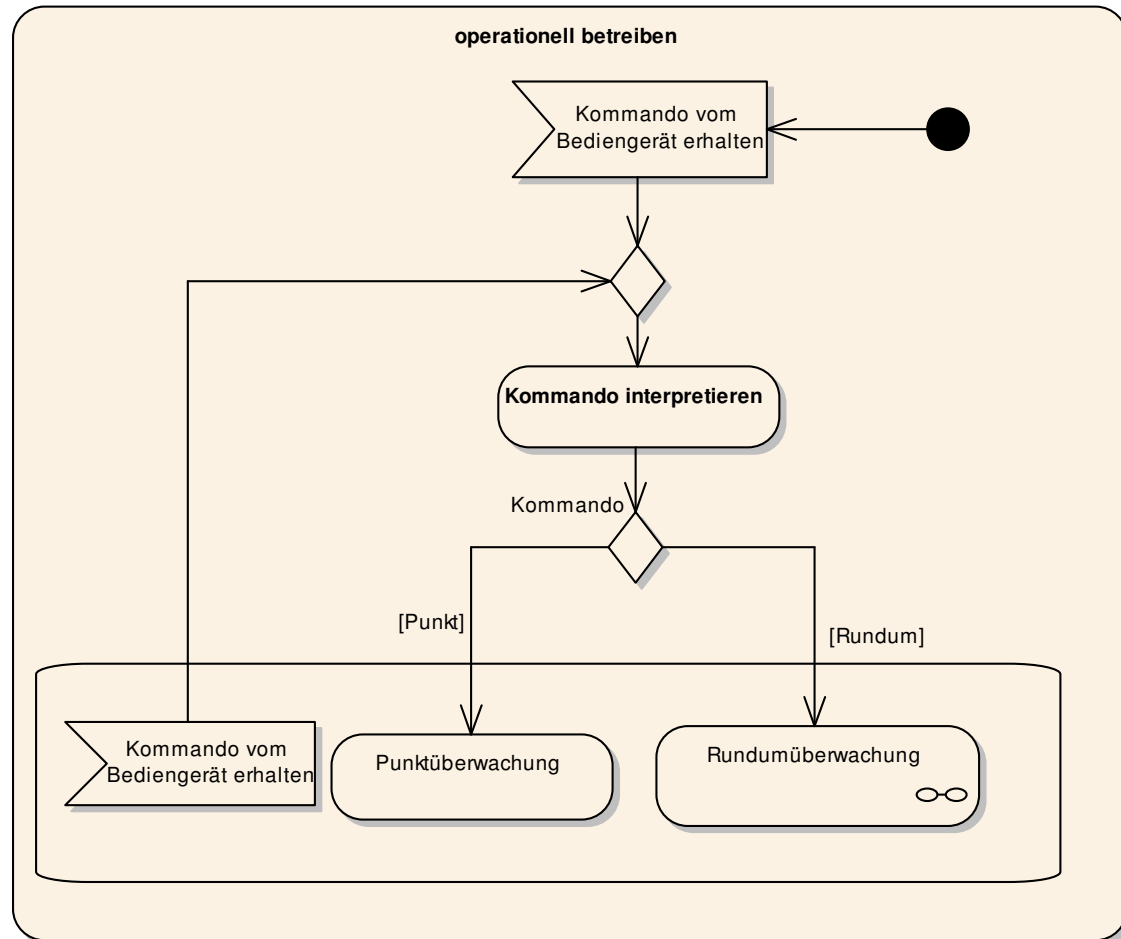 operationell betreiben
Kommando vom
Bediengerät erhalten
Kommando interpretieren
Kommando
[Punkt]
[Rundum]
Kommando vom
Bediengerät erhalten
Punktüberwachung
Rundumüberwachung